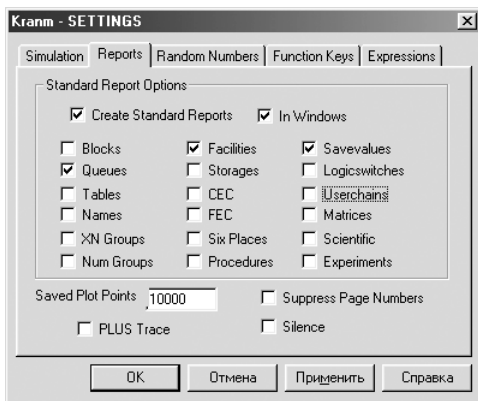 Kranm - SETTINGS
Simulation Reports Random Numbers Function Keys Expressions
Standard Report Options
Create Standard Reports In Windows
Blocks Facilities Savevalues
Queues Storages Logicswitches
Tables CEC Userchains
Names FEC Matrices
XN Groups Six Places Scientific
Num Groups Procedures Experiments
Saved Plot Points 10000 Suppress Page Numbers
PLUS Trace Silence
OK Отмена Применить Справка